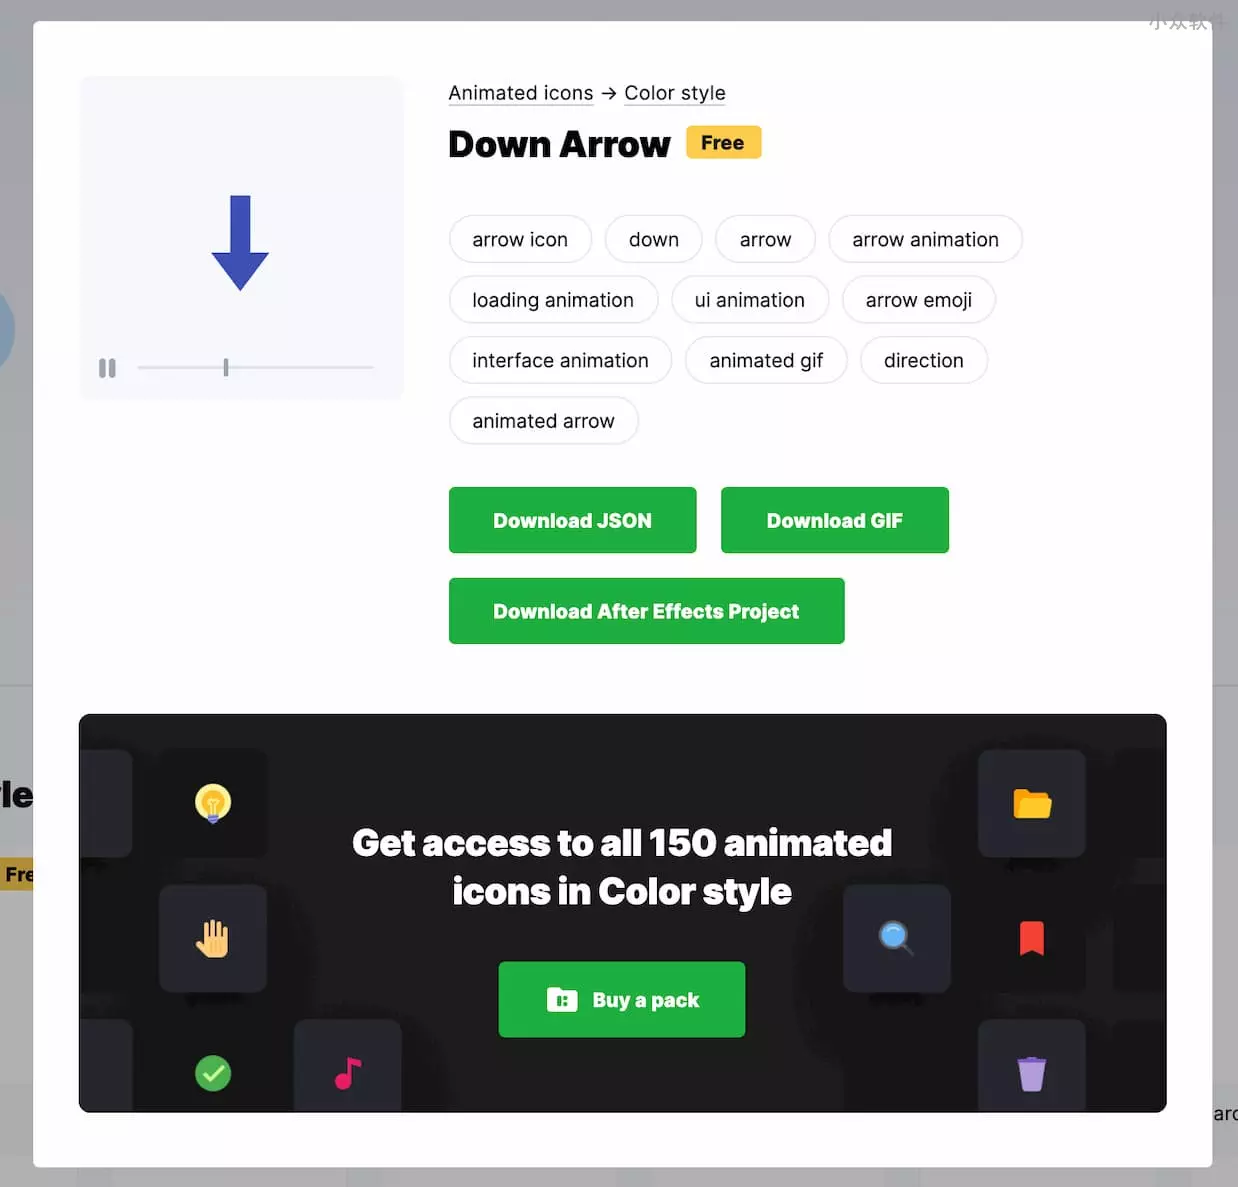 小众软件
Animated icons → Color style
Down Arrow Free
arrow icon down arrow arrow animation
loading animation ui animation arrow emoji
interface animation animated gif direction
animated arrow
Download JSON Download GIF
Download After Effects Project
le
Fre
Get access to all 150 animated
icons in Color style
Buy a pack
arc